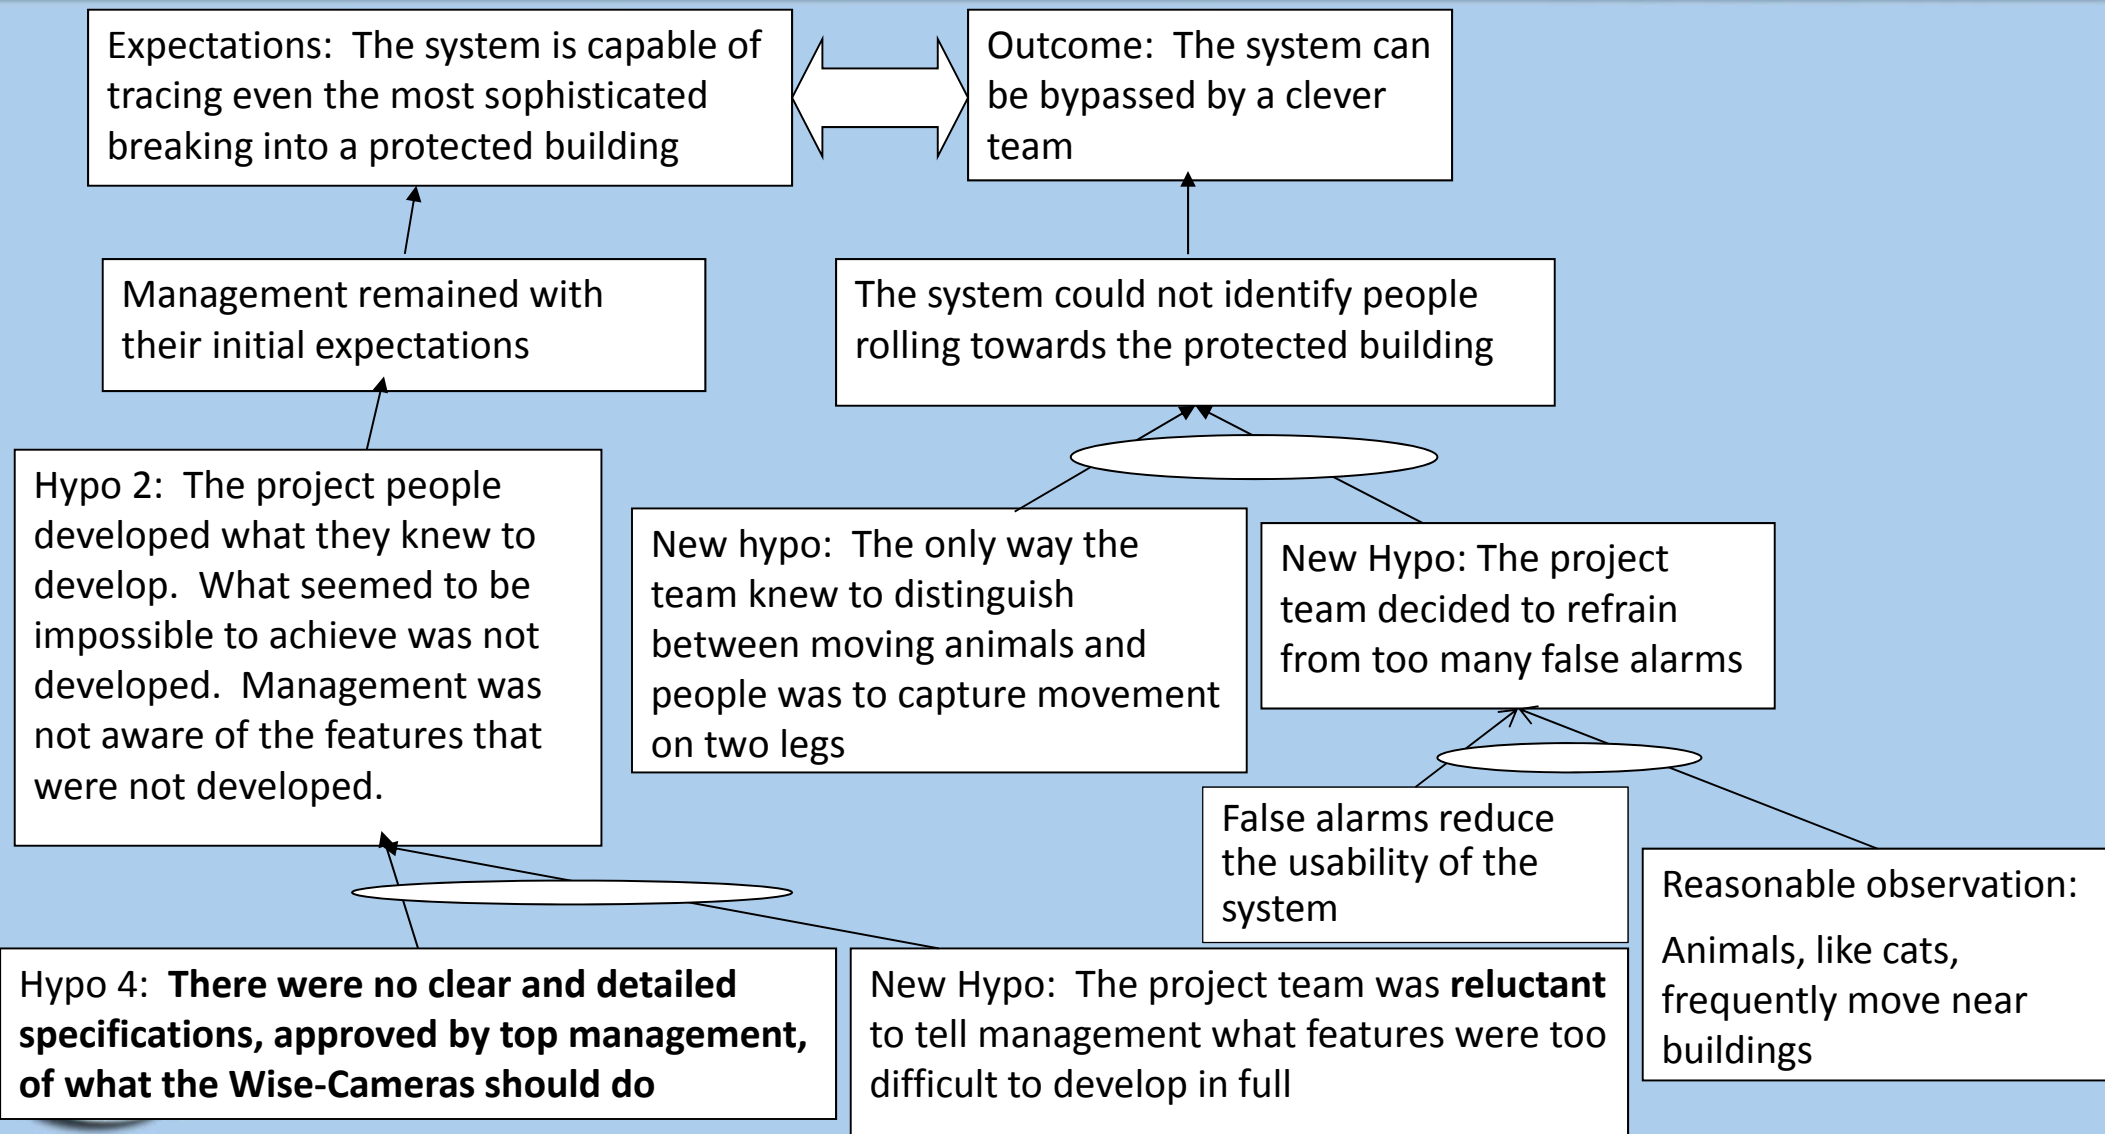 Expectations: The system is capable of
tracing even the most sophisticated
breaking into a protected building
Outcome: The system can
be bypassed by a clever
team
Management remained with
their initial expectations
The system could not identify people
rolling towards the protected building
Hypo 2: The project people
developed what they knew to
develop. What seemed to be
impossible to achieve was not
developed. Management was
not aware of the features that
were not developed.
New hypo: The only way the
team knew to distinguish
between moving animals and
people was to capture movement
on two legs
New Hypo: The project
team decided to refrain
from too many false alarms
False alarms reduce
the usability of the
system
Reasonable observation:
Animals, like cats,
frequently move near
buildings
Hypo 4: There were no clear and detailed
specifications, approved by top management,
of what the Wise-Cameras should do
New Hypo: The project team was reluctant
to tell management what features were too
difficult to develop in full